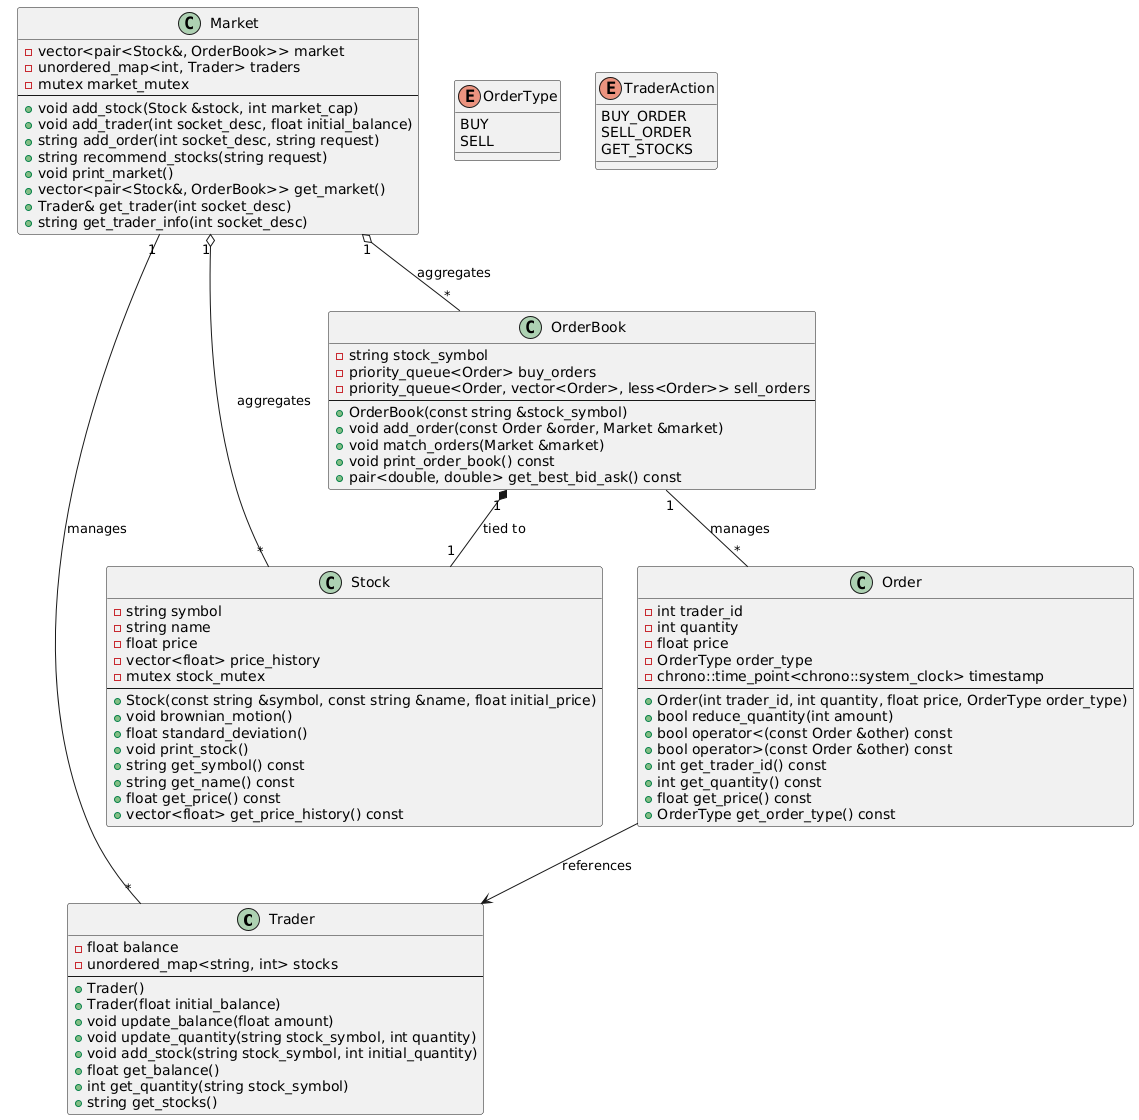 C Market
vector<pair<Stock&, OrderBook>> market
unordered_map<int, Trader> traders
mutex market_mutex
void add_stock(Stock &stock, int market_cap)
void add_trader(int socket_desc, float initial_balance)
string add_order(int socket_desc, string request)
string recommend_stocks(string request)
void print_market()
vector<pair<Stock&, OrderBook>> get_market()
Trader& get_trader(int socket_desc)
string get_trader_info(int socket_desc)
E OrderType
BUY
SELL
E TraderAction
BUY_ORDER
SELL_ORDER
GET_STOCKS
1
1
1
aggregates
*
C OrderBook
string stock_symbol
priority_queue<Order> buy_orders
priority_queue<Order, vector<Order>, less<Order>> sell_orders
OrderBook(const string &stock_symbol)
void add_order(const Order &order, Market &market)
void match_orders(Market &market)
void print_order_book() const
pair<double, double> get_best_bid_ask() const
aggregates
1
1
manages
tied to
manages
*
1
*
C Stock
string symbol
string name
float price
vector<float> price_history
mutex stock_mutex
Stock(const string &symbol, const string &name, float initial_price)
void brownian_motion()
float standard_deviation()
void print_stock()
string get_symbol() const
string get_name() const
float get_price() const
vector<float> get_price_history() const
C Order
int trader_id
int quantity
float price
OrderType order_type
chrono::time_point<chrono::system_clock> timestamp
Order(int trader_id, int quantity, float price, OrderType order_type)
bool reduce_quantity(int amount)
bool operator<(const Order &other) const
bool operator>(const Order &other) const
int get_trader_id() const
int get_quantity() const
float get_price() const
OrderType get_order_type() const
references
*
C Trader
float balance
unordered_map<string, int> stocks
Trader()
Trader(float initial_balance)
void update_balance(float amount)
void update_quantity(string stock_symbol, int quantity)
void add_stock(string stock_symbol, int initial_quantity)
float get_balance()
int get_quantity(string stock_symbol)
string get_stocks()